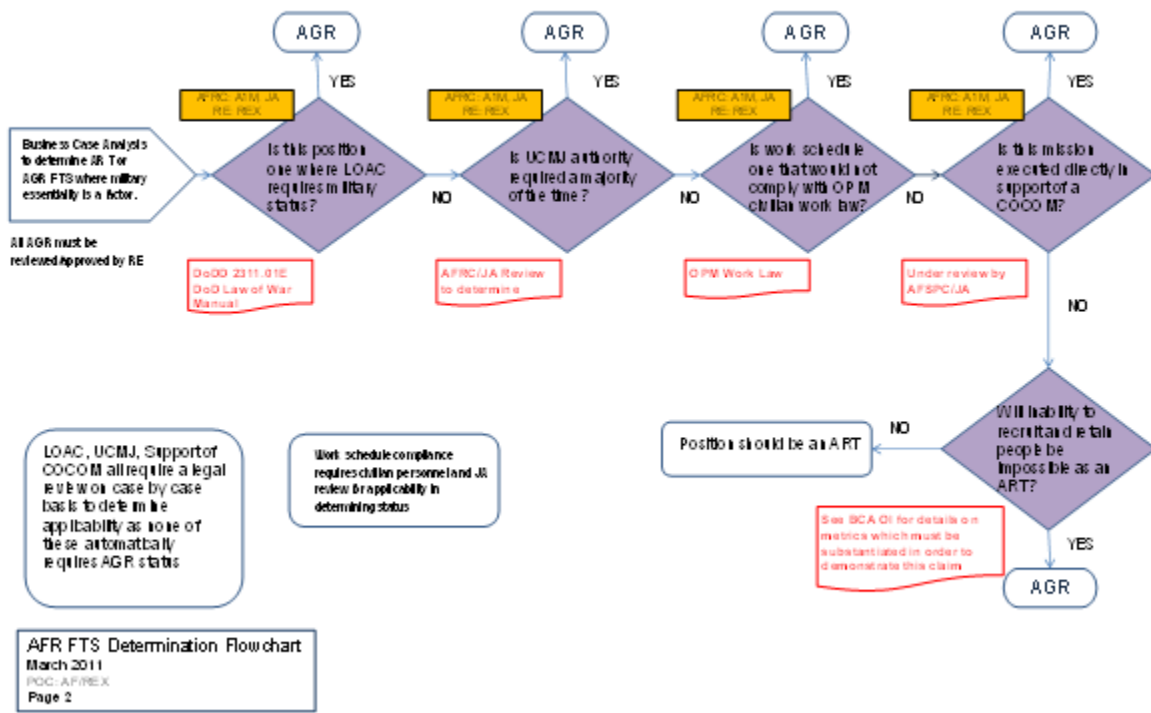 AGR
AGR
AGR
AGR
YES
YES
YES
YES
AFRC: A1M, JA
RE: REX
AFRC: A1M, JA
RE: REX
AFRC: A1M, JA
RE: REX
AFRC: A1M, JA
RE: REX
Business Case Analysis
to determine ART or
AGR FTS where military
essentiality is a factor.
Is this position
one where LOAC
requires military
status?
NO
Is UCMJ authority
required a majority
of the time?
NO
Is work schedule
one that would not
comply with OPM
civilian work law?
NO
Is this mission
executed directly in
support of a
COCOM?
All AGR must be
reviewed/approved by RE
DoDD 2311.01E
DoD Law of War
Manual
AFRC/JA Review
to determine
OPM Work Law
Under review by
AFSPC/JA
NO
Will inability to
recruit and retain
people be
impossible as an
ART?
NO
Position should be an ART
LOAC, UCMJ, Support of
COCOM all require a legal
review on case by case
basis to determine
applicability as none of
these automatically
requires AGR status
Work schedule compliance
requires civilian personnel and JA
review for applicability in
determining status
See BCA OI for details on
metrics which must be
substantiated in order to
demonstrate this claim
YES
AGR
AFR FTS Determination Flowchart
March 2011
POC: AF/REX
Page 2